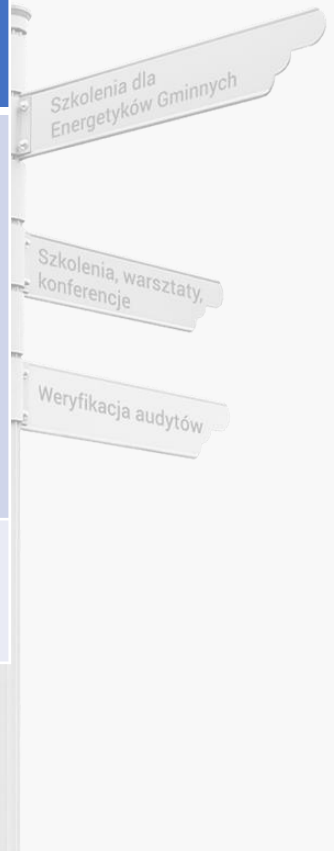 Szkolenia dla
Energetyków Gminnych
Szkolenia, warsztaty,
konferencje
Weryfikacja audytów